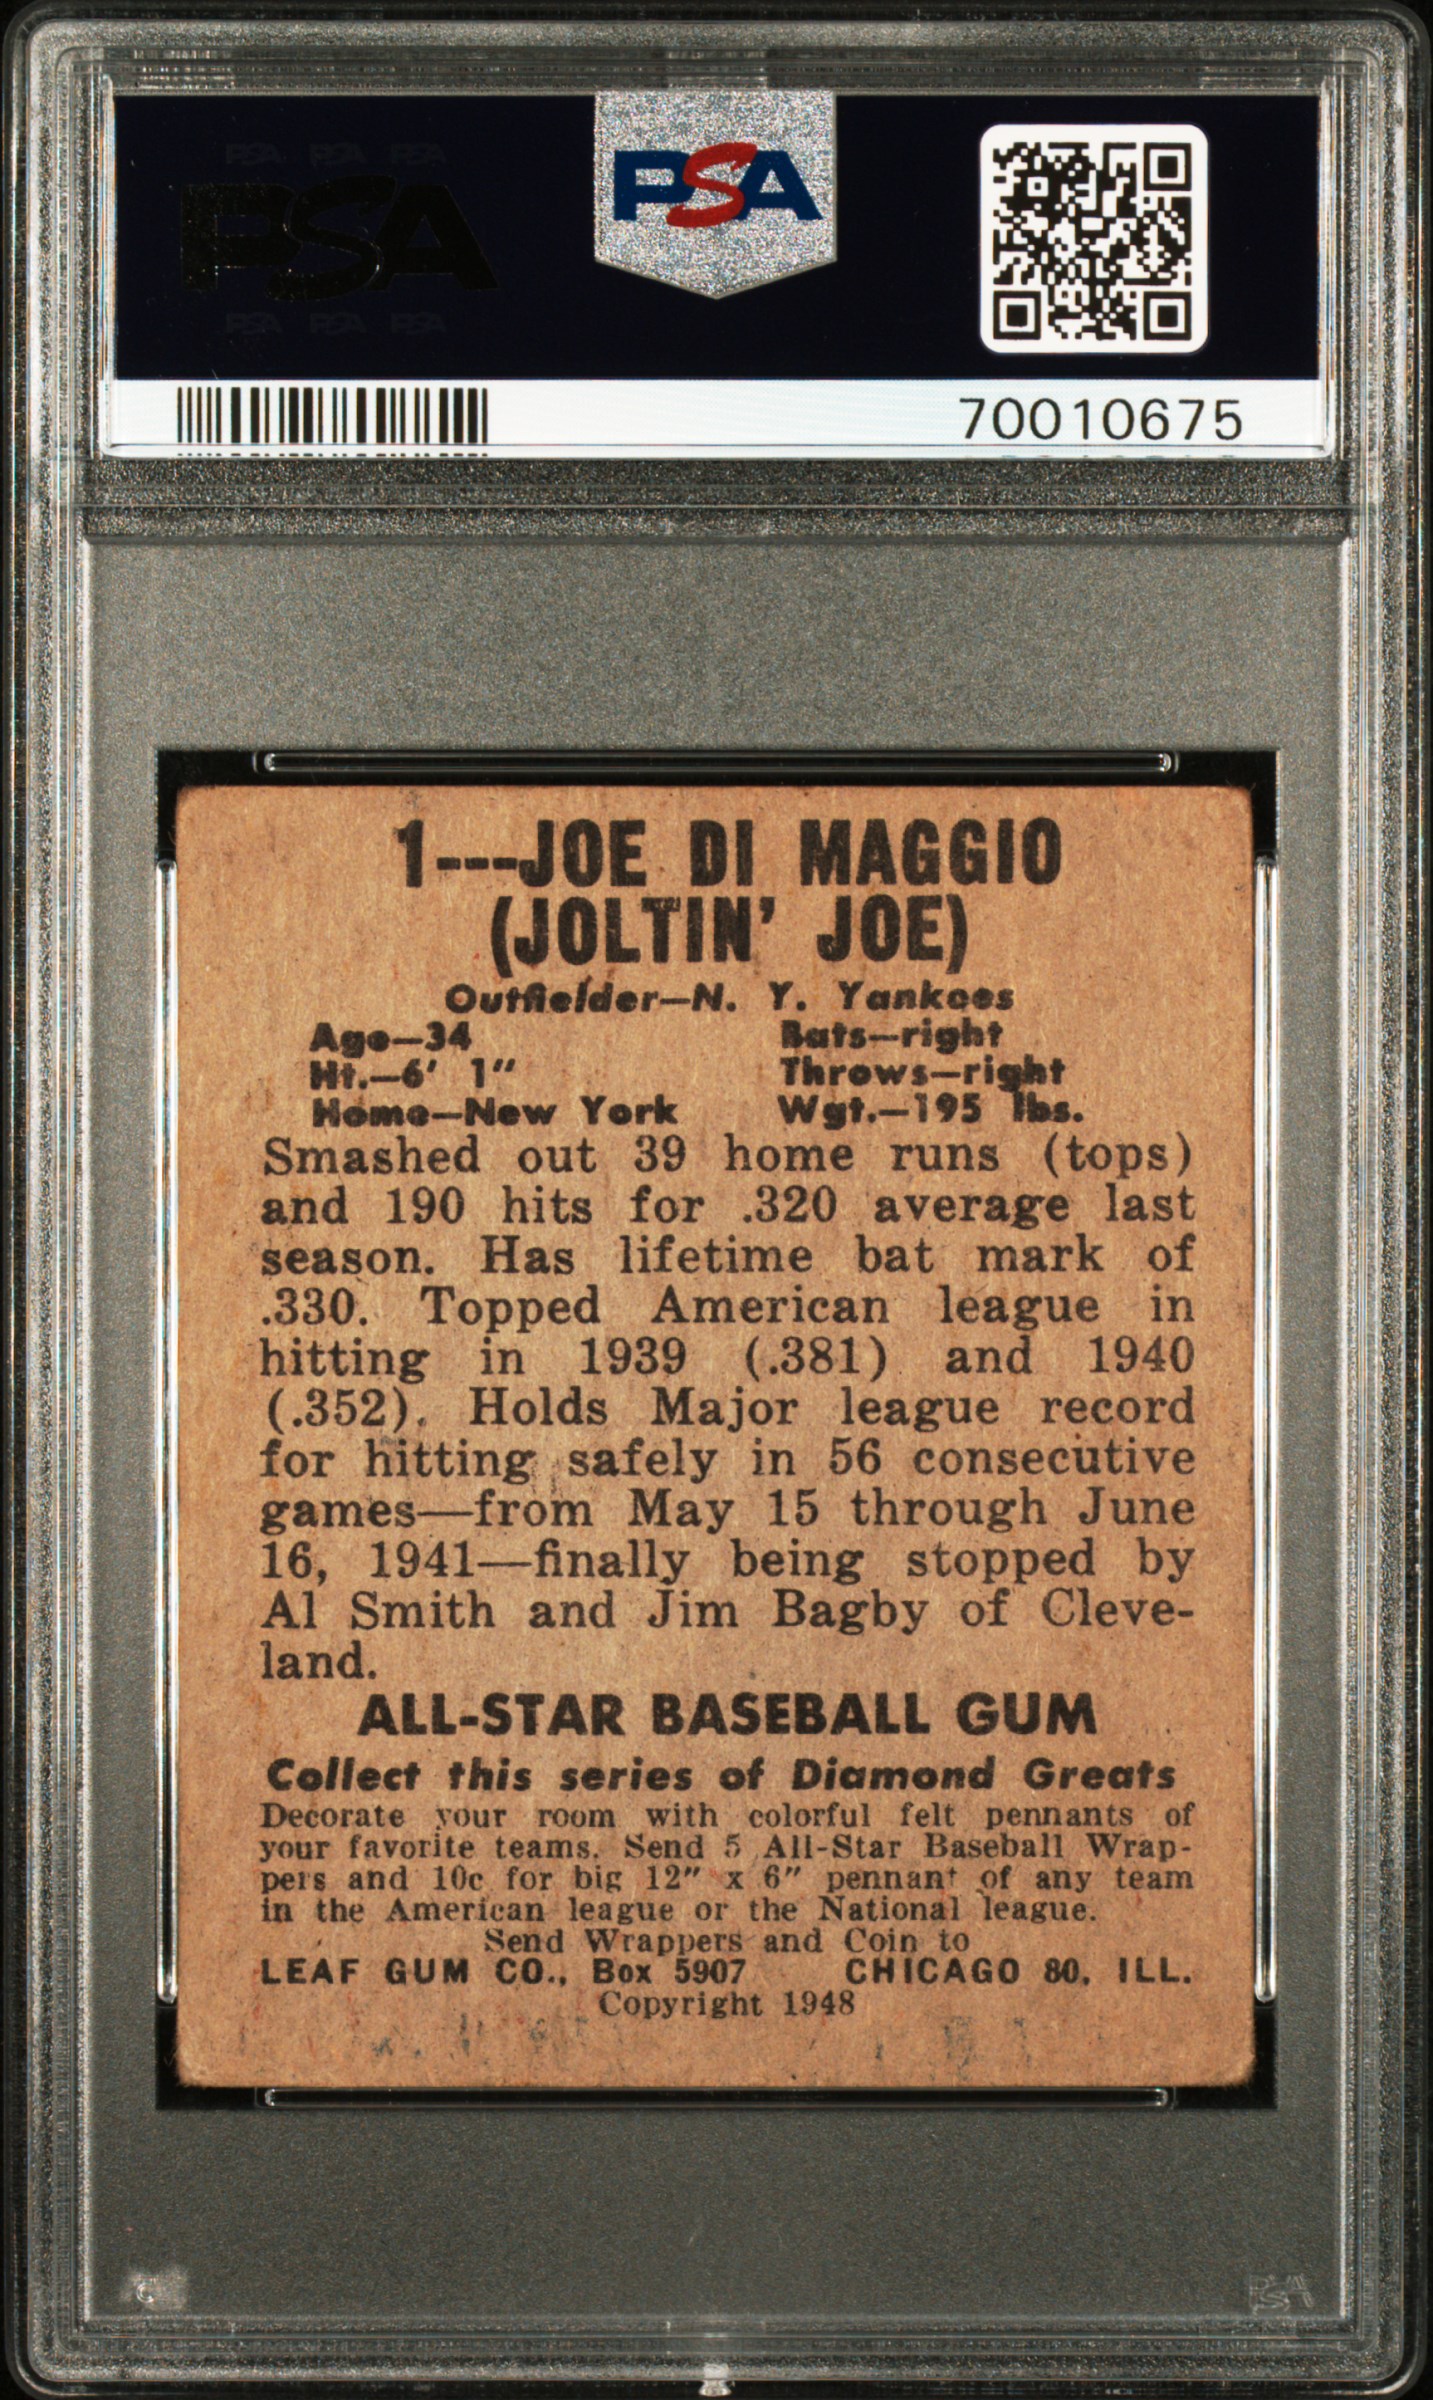 PSA PSA PSA
PSA
PSA PSA PSA
PSA
70010675
1---JOE DI MAGGIO
(JOLTIN' JOE)
Outfielder—N. Y. Yankees
Age—34 Bats—right
Ht.—6' 1" Throws—right
Home—New York Wgt.—195 lbs.
Smashed out 39 home runs (tops)
and 190 hits for .320 average last
season. Has lifetime bat mark of
.330. Topped American league in
hitting in 1939 (.381) and 1940
(.352). Holds Major league record
for hitting safely in 56 consecutive
games—from May 15 through June
16, 1941—finally being stopped by
Al Smith and Jim Bagby of Cleve-
land.
ALL-STAR BASEBALL GUM
Collect this series of Diamond Greats
Decorate your room with colorful felt pennants of
your favorite teams. Send 5 All-Star Baseball Wrap-
pers and 10c for big 12" x 6" pennant of any team
in the American league or the National league.
Send Wrappers and Coin to
LEAF GUM CO., Box 5907 CHICAGO 80, ILL.
Copyright 1948
PSA